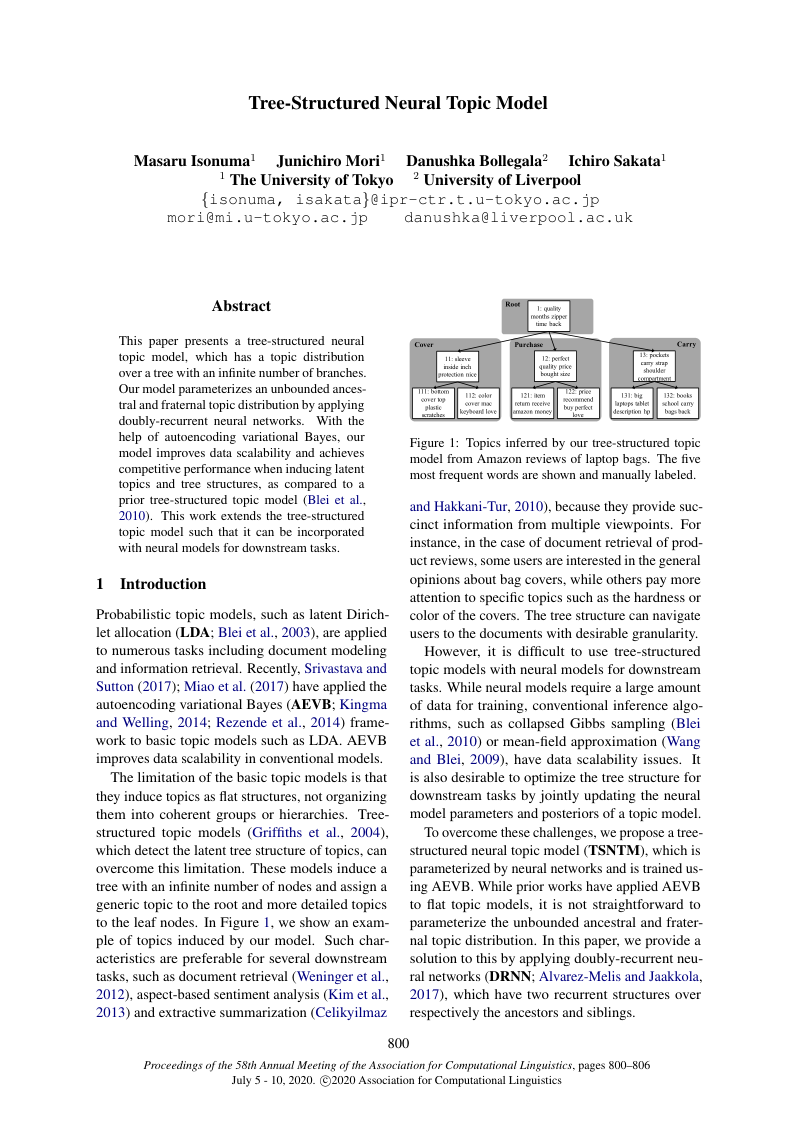 Tree-Structured Neural Topic Model
Masaru Isonuma1 Junichiro Mori1 Danushka Bollegala2 Ichiro Sakata1
1 The University of Tokyo 2 University of Liverpool
{isonuma, isakata}@ipr-ctr.t.u-tokyo.ac.jp
mori@mi.u-tokyo.ac.jp danushka@liverpool.ac.uk
Abstract
This paper presents a tree-structured neural
topic model, which has a topic distribution
over a tree with an infinite number of branches.
Our model parameterizes an unbounded ances-
tral and fraternal topic distribution by applying
doubly-recurrent neural networks. With the
help of autoencoding variational Bayes, our
model improves data scalability and achieves
competitive performance when inducing latent
topics and tree structures, as compared to a
prior tree-structured topic model (Blei et al.,
2010). This work extends the tree-structured
topic model such that it can be incorporated
with neural models for downstream tasks.
1 Introduction
Probabilistic topic models, such as latent Dirich-
let allocation (LDA; Blei et al., 2003), are applied
to numerous tasks including document modeling
and information retrieval. Recently, Srivastava and
Sutton (2017); Miao et al. (2017) have applied the
autoencoding variational Bayes (AEVB; Kingma
and Welling, 2014; Rezende et al., 2014) frame-
work to basic topic models such as LDA. AEVB
improves data scalability in conventional models.
The limitation of the basic topic models is that
they induce topics as flat structures, not organizing
them into coherent groups or hierarchies. Tree-
structured topic models (Griffiths et al., 2004),
which detect the latent tree structure of topics, can
overcome this limitation. These models induce a
tree with an infinite number of nodes and assign a
generic topic to the root and more detailed topics
to the leaf nodes. In Figure 1, we show an exam-
ple of topics induced by our model. Such char-
acteristics are preferable for several downstream
tasks, such as document retrieval (Weninger et al.,
2012), aspect-based sentiment analysis (Kim et al.,
2013) and extractive summarization (Celikyilmaz
Root
1: quality
months zipper
time back
Cover
11: sleeve
inside inch
protection nice
111: bottom
cover top
plastic
scratches
112: color
cover mac
keyboard love
Purchase
12: perfect
quality price
bought size
121: item
return receive
amazon money
122: price
recommend
buy perfect
love
Carry
13: pockets
carry strap
shoulder
compartment
131: big
laptops tablet
description hp
132: books
school carry
bags back
Figure 1: Topics inferred by our tree-structured topic
model from Amazon reviews of laptop bags. The five
most frequent words are shown and manually labeled.
and Hakkani-Tur, 2010), because they provide suc-
cinct information from multiple viewpoints. For
instance, in the case of document retrieval of prod-
uct reviews, some users are interested in the general
opinions about bag covers, while others pay more
attention to specific topics such as the hardness or
color of the covers. The tree structure can navigate
users to the documents with desirable granularity.
However, it is difficult to use tree-structured
topic models with neural models for downstream
tasks. While neural models require a large amount
of data for training, conventional inference algo-
rithms, such as collapsed Gibbs sampling (Blei
et al., 2010) or mean-field approximation (Wang
and Blei, 2009), have data scalability issues. It
is also desirable to optimize the tree structure for
downstream tasks by jointly updating the neural
model parameters and posteriors of a topic model.
To overcome these challenges, we propose a tree-
structured neural topic model (TSNTM), which is
parameterized by neural networks and is trained us-
ing AEVB. While prior works have applied AEVB
to flat topic models, it is not straightforward to
parameterize the unbounded ancestral and frater-
nal topic distribution. In this paper, we provide a
solution to this by applying doubly-recurrent neu-
ral networks (DRNN; Alvarez-Melis and Jaakkola,
2017), which have two recurrent structures over
respectively the ancestors and siblings.
800
Proceedings of the 58th Annual Meeting of the Association for Computational Linguistics, pages 800–806
July 5 - 10, 2020. ©2020 Association for Computational Linguistics